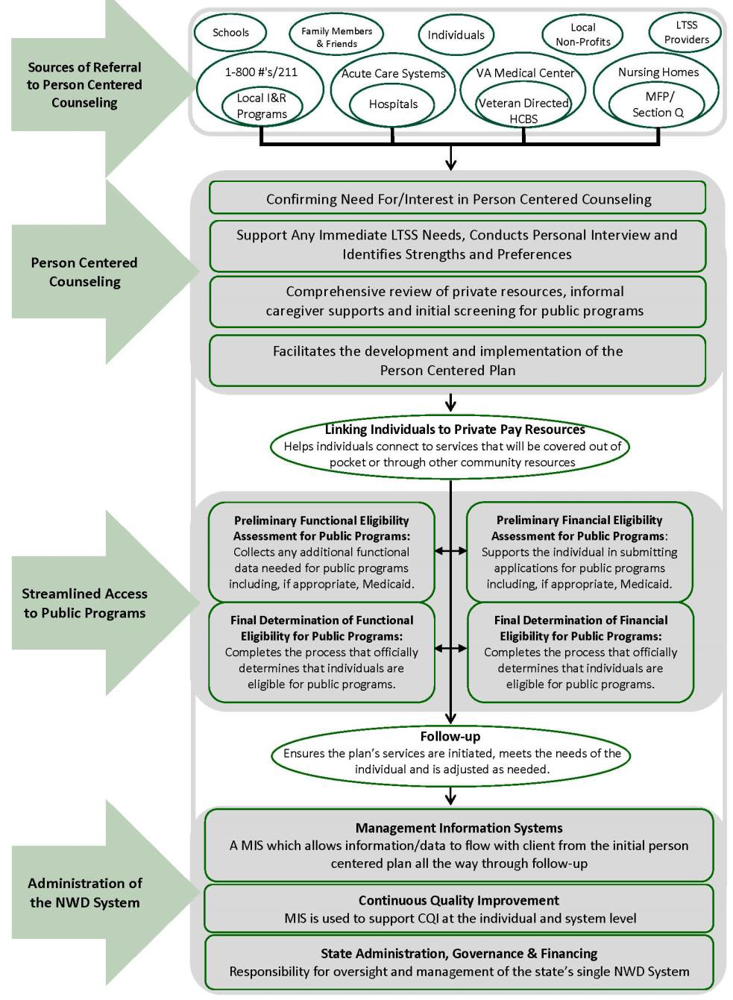 Sources of Referral
to Person Centered
Counseling
Schools
Family Members
& Friends
Individuals
Local
Non-Profits
LTSS
Providers
1-800 #'s/211
Local I&R
Programs
Acute Care Systems
Hospitals
VA Medical Center
Veteran Directed
HCBS
Nursing Homes
MFP/
Section Q
Person Centered
Counseling
Confirming Need For/Interest in Person Centered Counseling
Support Any Immediate LTSS Needs, Conducts Personal Interview and
Identifies Strengths and Preferences
Comprehensive review of private resources, informal
caregiver supports and initial screening for public programs
Facilitates the development and implementation of the
Person Centered Plan
Linking Individuals to Private Pay Resources
Helps individuals connect to services that will be covered out of
pocket or through other community resources
Streamlined Access
to Public Programs
Preliminary Functional Eligibility
Assessment for Public Programs:
Collects any additional functional
data needed for public programs
including, if appropriate, Medicaid.
Preliminary Financial Eligibility
Assessment for Public Programs:
Supports the individual in submitting
applications for public programs
including, if appropriate, Medicaid.
Final Determination of Functional
Eligibility for Public Programs:
Completes the process that officially
determines that individuals are
eligible for public programs.
Final Determination of Financial
Eligibility for Public Programs:
Completes the process that officially
determines that individuals are
eligible for public programs.
Follow-up
Ensures the plan's services are initiated, meets the needs of the
individual and is adjusted as needed.
Administration of
the NWD System
Management Information Systems
A MIS which allows information/data to flow with client from the initial person
centered plan all the way through follow-up
Continuous Quality Improvement
MIS is used to support CQI at the individual and system level
State Administration, Governance & Financing
Responsibility for oversight and management of the state's single NWD System